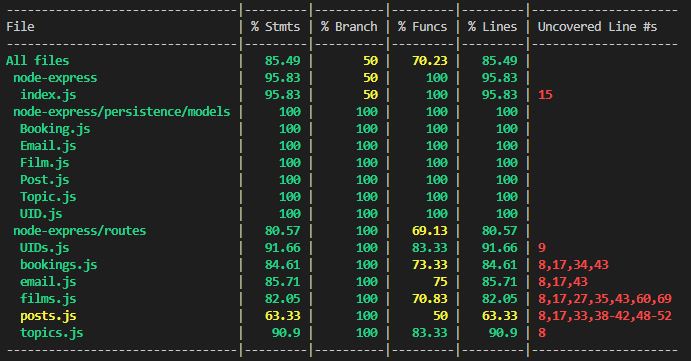 -----------------------------------|---------|----------|---------|---------|-------------------------
File                               | % Stmts | % Branch | % Funcs | % Lines | Uncovered Line #s
-----------------------------------|---------|----------|---------|---------|-------------------------
All files                          |   85.49 |       50 |   70.23 |   85.49 |
 node-express                      |   95.83 |       50 |     100 |   95.83 |
  index.js                         |   95.83 |       50 |     100 |   95.83 | 15
 node-express/persistence/models |     100 |      100 |     100 |     100 |
  Booking.js                       |     100 |      100 |     100 |     100 |
  Email.js                         |     100 |      100 |     100 |     100 |
  Film.js                          |     100 |      100 |     100 |     100 |
  Post.js                          |     100 |      100 |     100 |     100 |
  Topic.js                         |     100 |      100 |     100 |     100 |
  UID.js                           |     100 |      100 |     100 |     100 |
 node-express/routes               |   80.57 |      100 |   69.13 |   80.57 |
  UIDs.js                          |   91.66 |      100 |   83.33 |   91.66 | 9
  bookings.js                      |   84.61 |      100 |   73.33 |   84.61 | 8,17,34,43
  email.js                         |   85.71 |      100 |      75 |   85.71 | 8,17,43
  films.js                         |   82.05 |      100 |   70.83 |   82.05 | 8,17,27,35,43,60,69
  posts.js                         |   63.33 |      100 |      50 |   63.33 | 8,17,33,38-42,48-52
  topics.js                        |    90.9 |      100 |   83.33 |    90.9 | 8
-----------------------------------|---------|----------|---------|---------|-------------------------